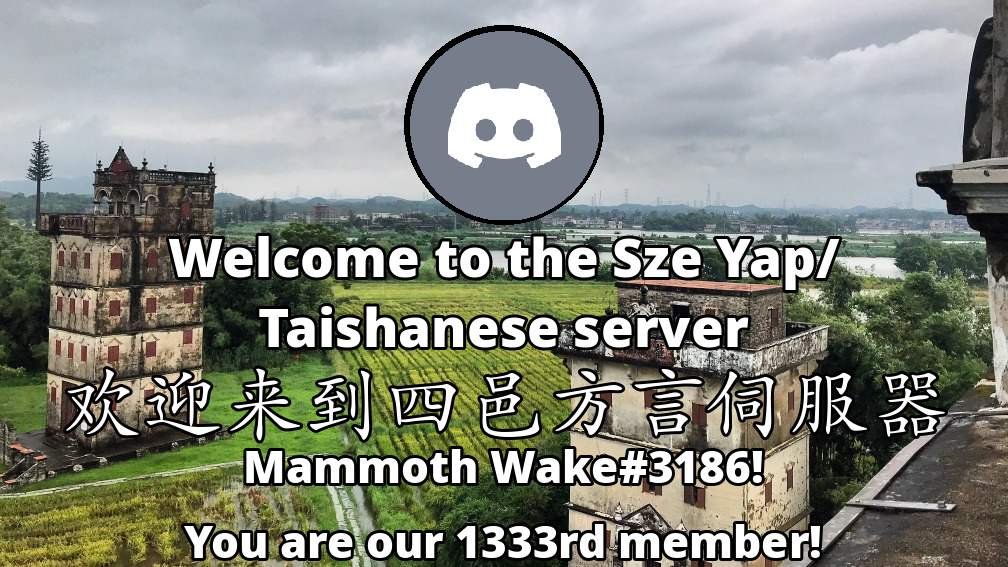 Welcome to the Sze Yap/
Taishanese server
欢迎来到四邑方言伺服器
Mammoth Wake#3186!
You are our 1333rd member!